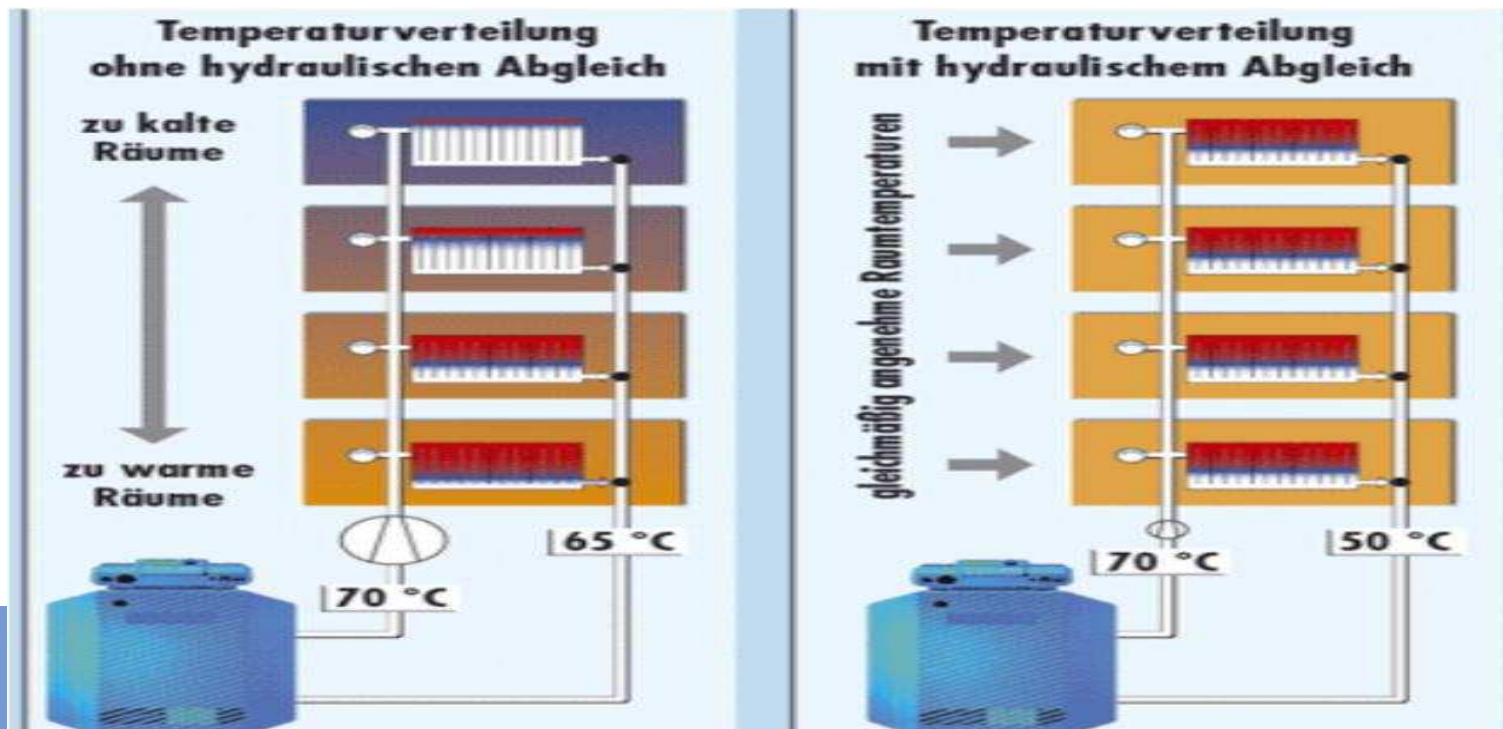 Temperaturverteilung
ohne hydraulischen Abgleich
zu kalte
Räume
zu warme
Räume
65 °C
70 °C
Temperaturverteilung
mit hydraulischem Abgleich
gleichmäßig angenehme Raumtemperaturen
50 °C
70 °C